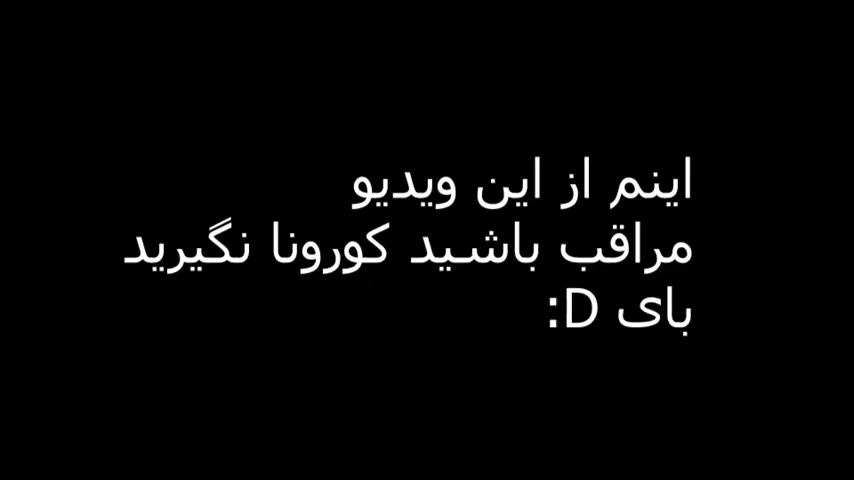 اینم از این ویدیو
مراقب باشید کورونا نگیرید
بای D: